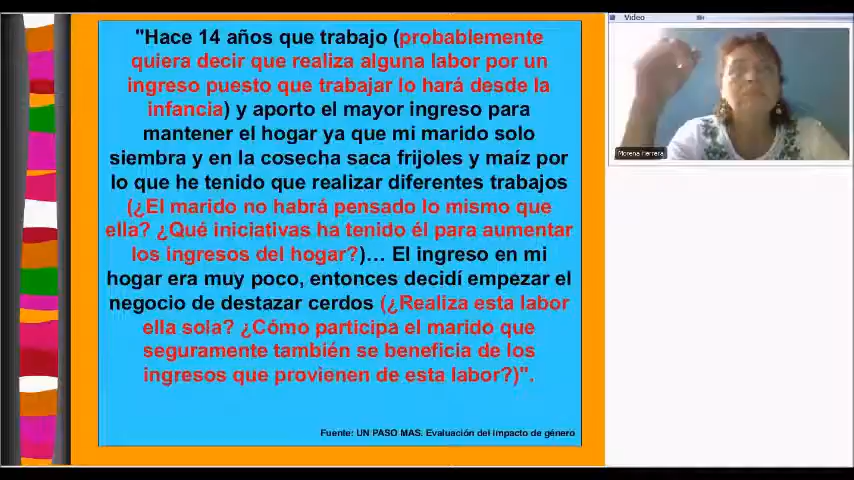 "Hace 14 años que trabajo (probablemente
quiera decir que realiza alguna labor por un
ingreso puesto que trabajar lo hará desde la
infancia) y aporto el mayor ingreso para
mantener el hogar ya que mi marido solo
siembra y en la cosecha saca frijoles y maíz por
lo que he tenido que realizar diferentes trabajos
(¿El marido no habrá pensado lo mismo que
ella? ¿Qué iniciativas ha tenido él para aumentar
los ingresos del hogar?)… El ingreso en mi
hogar era muy poco, entonces decidí empezar el
negocio de destazar cerdos (¿Realiza esta labor
ella sola? ¿Cómo participa el marido que
seguramente también se beneficia de los
ingresos que provienen de esta labor?)".
Fuente: UN PASO MAS. Evaluación del impacto de género
Video
Morena Herrera